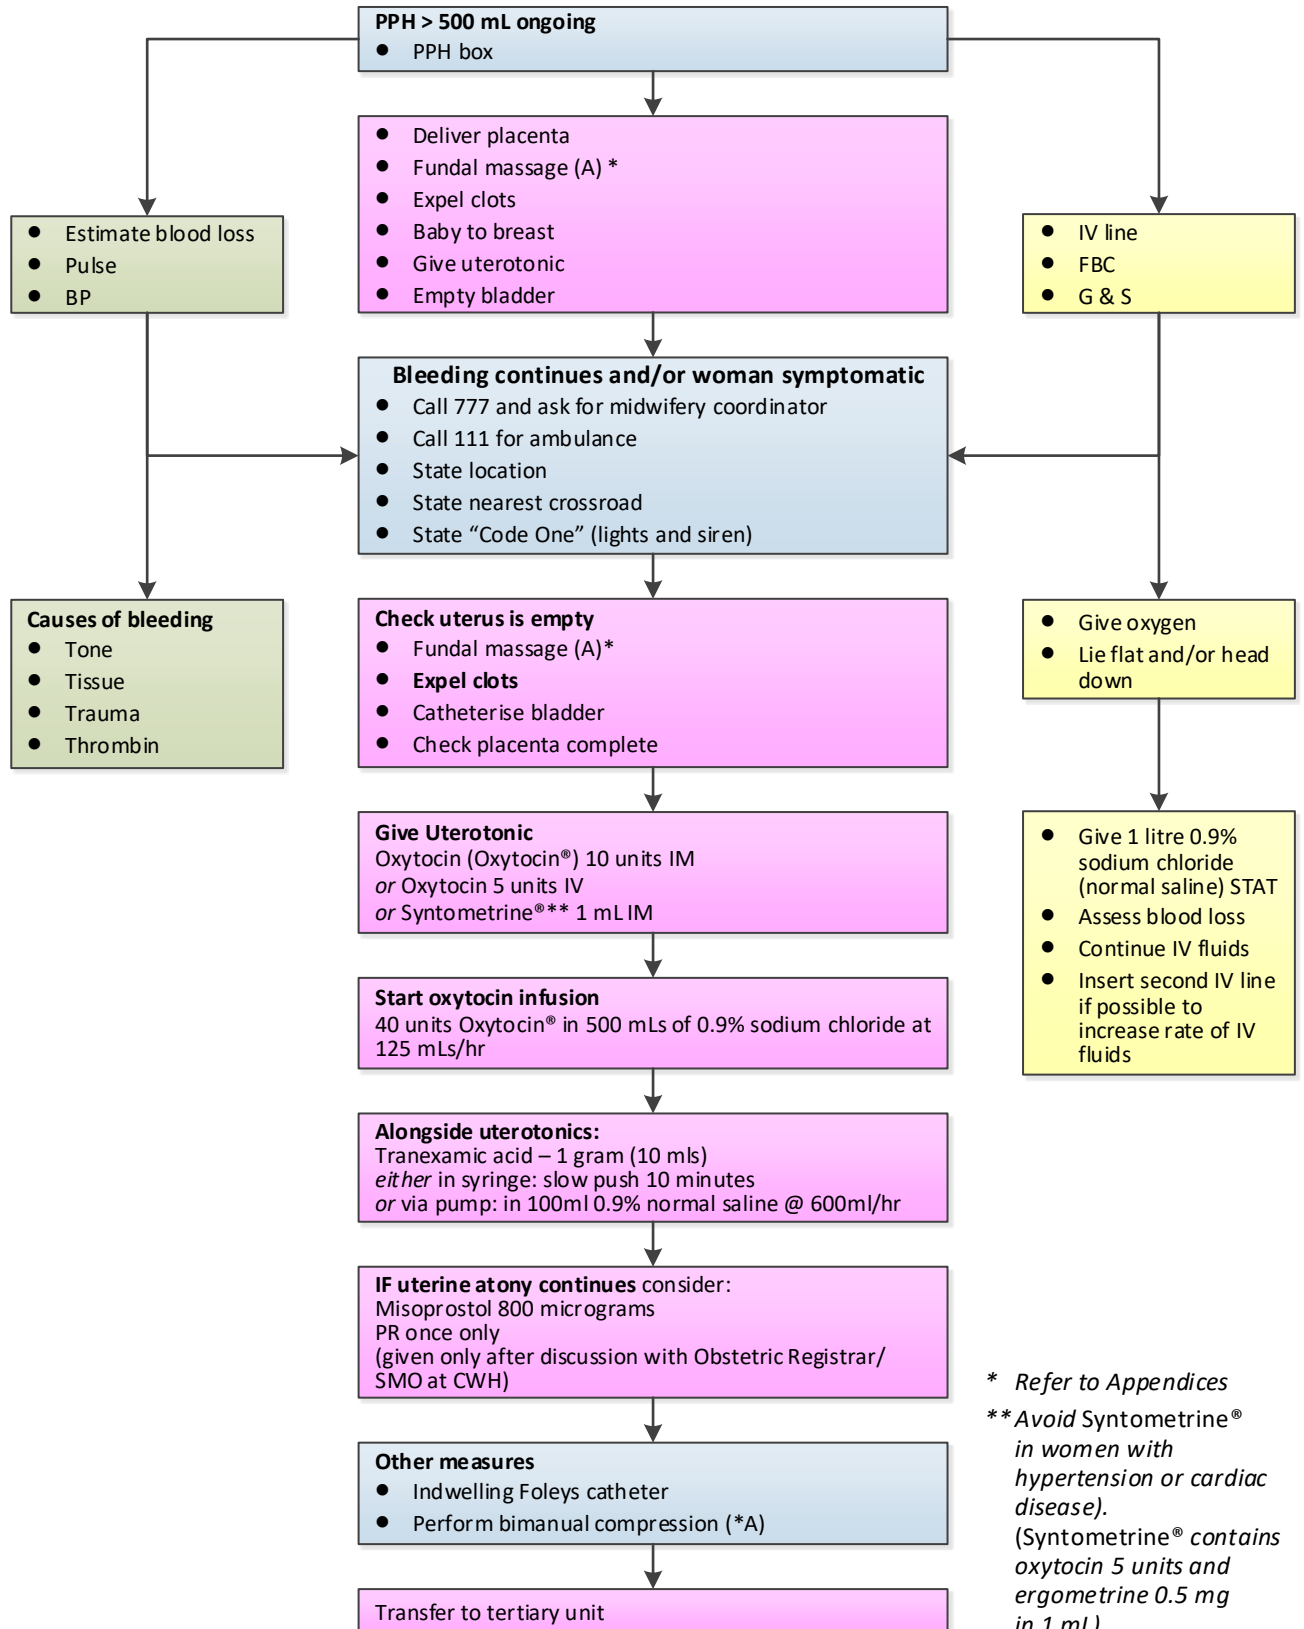 PPH > 500 mL ongoing
● PPH box
● Deliver placenta
● Fundal massage (A) *
● Expel clots
● Baby to breast
● Give uterotonic
● Empty bladder
● Estimate blood loss
● Pulse
● BP
● IV line
● FBC
● G & S
Bleeding continues and/or woman symptomatic
● Call 777 and ask for midwifery coordinator
● Call 111 for ambulance
● State location
● State nearest crossroad
● State “Code One” (lights and siren)
Causes of bleeding
● Tone
● Tissue
● Trauma
● Thrombin
Check uterus is empty
● Fundal massage (A)*
● Expel clots
● Catheterise bladder
● Check placenta complete
● Give oxygen
● Lie flat and/or head
down
Give Uterotonic
Oxytocin (Oxytocin®) 10 units IM
or Oxytocin 5 units IV
or Syntometrine®** 1 mL IM
● Give 1 litre 0.9%
sodium chloride
(normal saline) STAT
● Assess blood loss
● Continue IV fluids
● Insert second IV line
if possible to
increase rate of IV
fluids
Start oxytocin infusion
40 units Oxytocin® in 500 mLs of 0.9% sodium chloride at
125 mLs/hr
Alongside uterotonics:
Tranexamic acid – 1 gram (10 mls)
either in syringe: slow push 10 minutes
or via pump: in 100ml 0.9% normal saline @ 600ml/hr
IF uterine atony continues consider:
Misoprostol 800 micrograms
PR once only
(given only after discussion with Obstetric Registrar/
SMO at CWH)
Other measures
● Indwelling Foleys catheter
● Perform bimanual compression (*A)
Transfer to tertiary unit
* Refer to Appendices
** Avoid Syntometrine®
in women with
hypertension or cardiac
disease).
(Syntometrine® contains
oxytocin 5 units and
ergometrine 0.5 mg
in 1 mL)